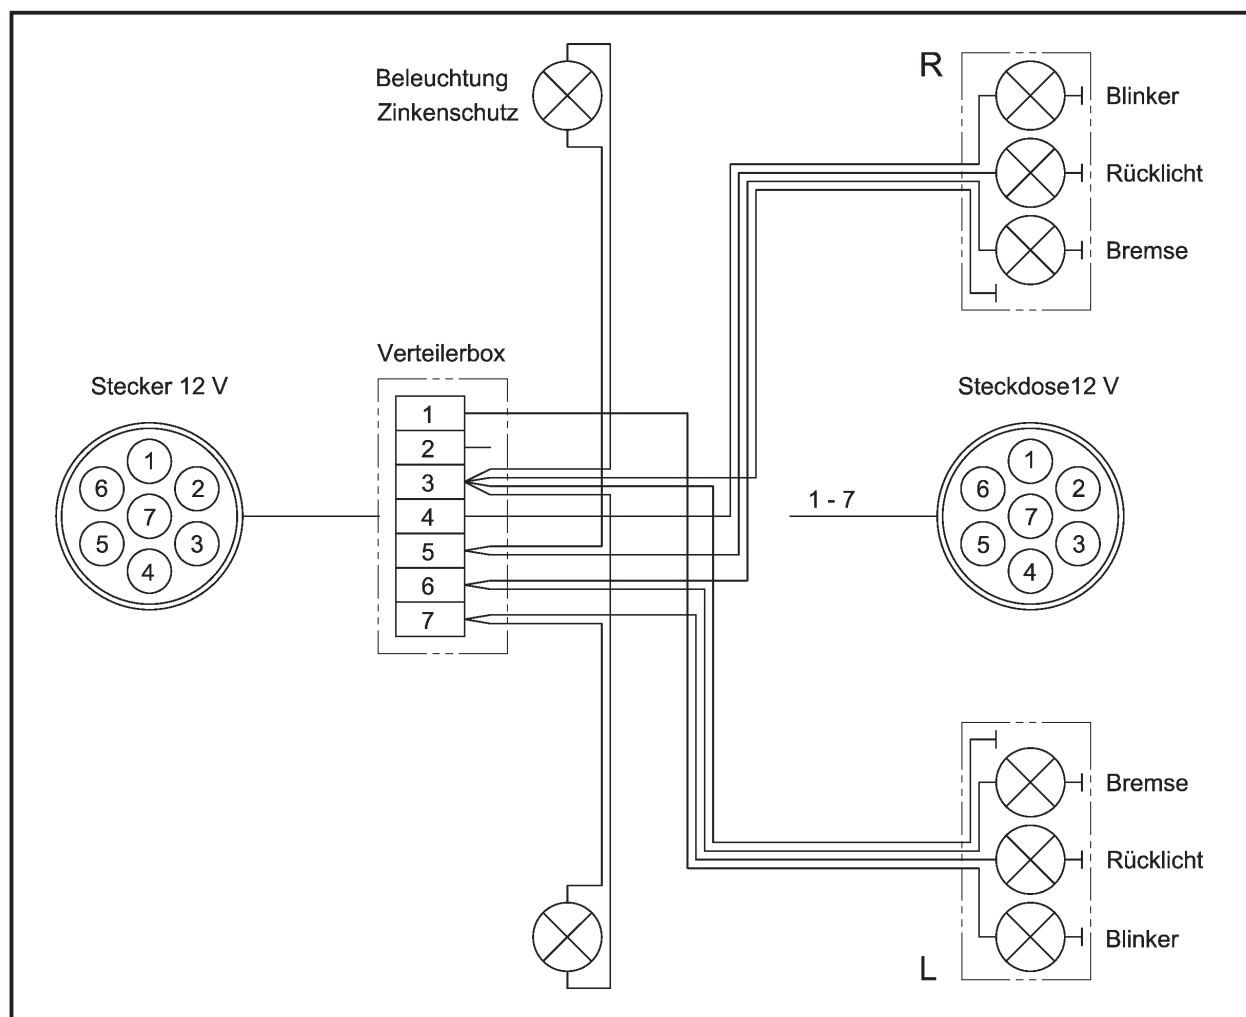 Beleuchtung
Zinkenschutz
R
Blinker
Rücklicht
Bremse
Verteilerbox
1
2
3
4
5
6
7
Stecker 12 V
1
6
2
7
5
3
4
1 - 7
Steckdose12 V
1
6
2
7
5
3
4
Bremse
Rücklicht
Blinker
L